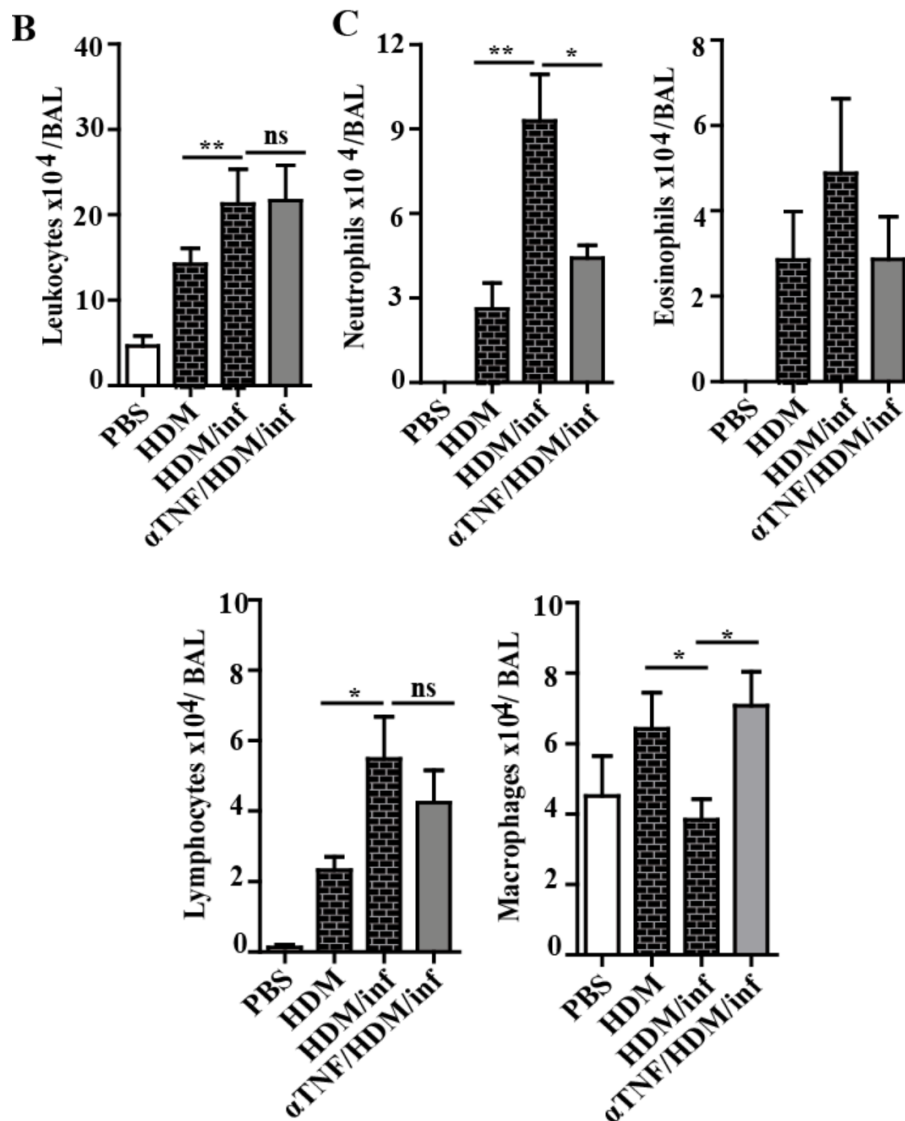 B
Leukocytes x10⁴ /BAL
40
30
20
10
0
**
ns
PBS
HDM
HDM/inf
αTNF/HDM/inf
C
Neutrophils x10⁴/BAL
12
9
6
3
0
**
*
PBS
HDM
HDM/inf
αTNF/HDM/inf
Eosinophils x10⁴/BAL
8
6
4
2
0
PBS
HDM
HDM/inf
αTNF/HDM/inf
Lymphocytes x10⁴/ BAL
10
8
6
4
2
0
*
ns
PBS
HDM
HDM/inf
αTNF/HDM/inf
Macrophages x10⁴/ BAL
10
8
6
4
2
0
*
*
PBS
HDM
HDM/inf
αTNF/HDM/inf